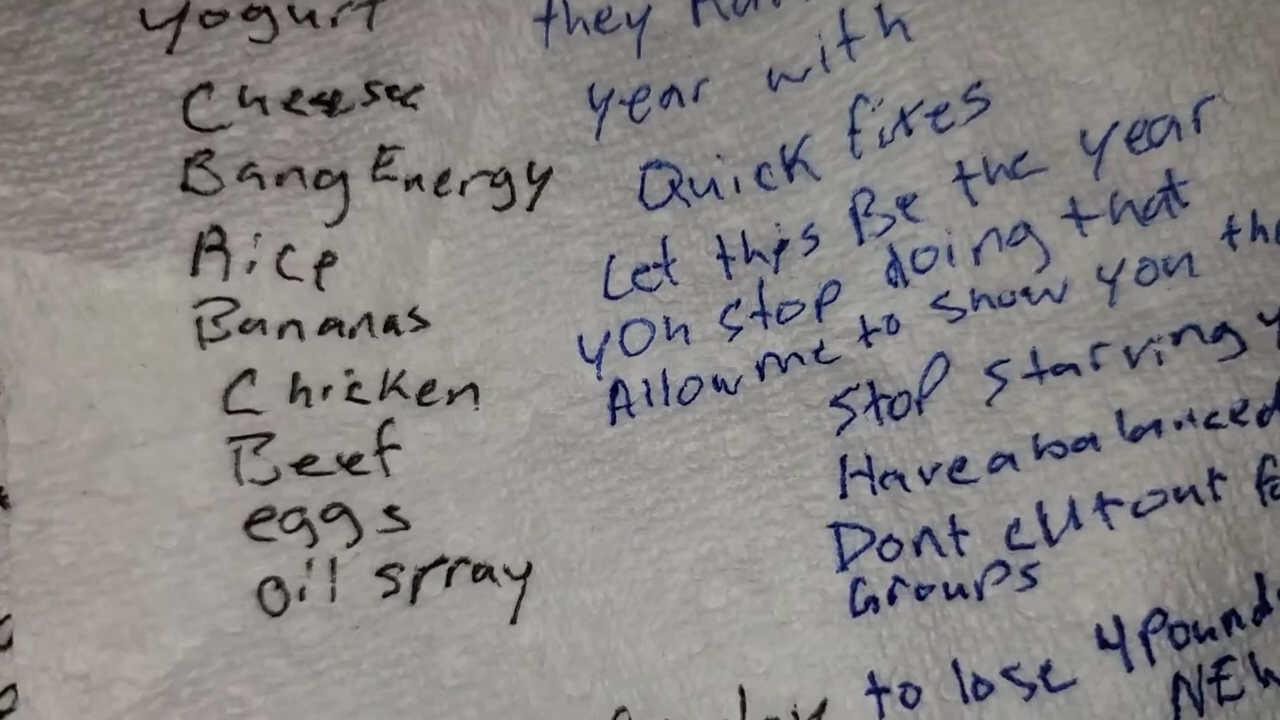 yogurt
Cheese
Bang Energy
Rice
Bananas
Chicken
Beef
eggs
oil spray
they
year with
Quick fixes
Let this Be the year
you stop doing that
Allow me to show you
Stop starving
Have a balanced
Dont cut out
Groups
to lose 4 Pound